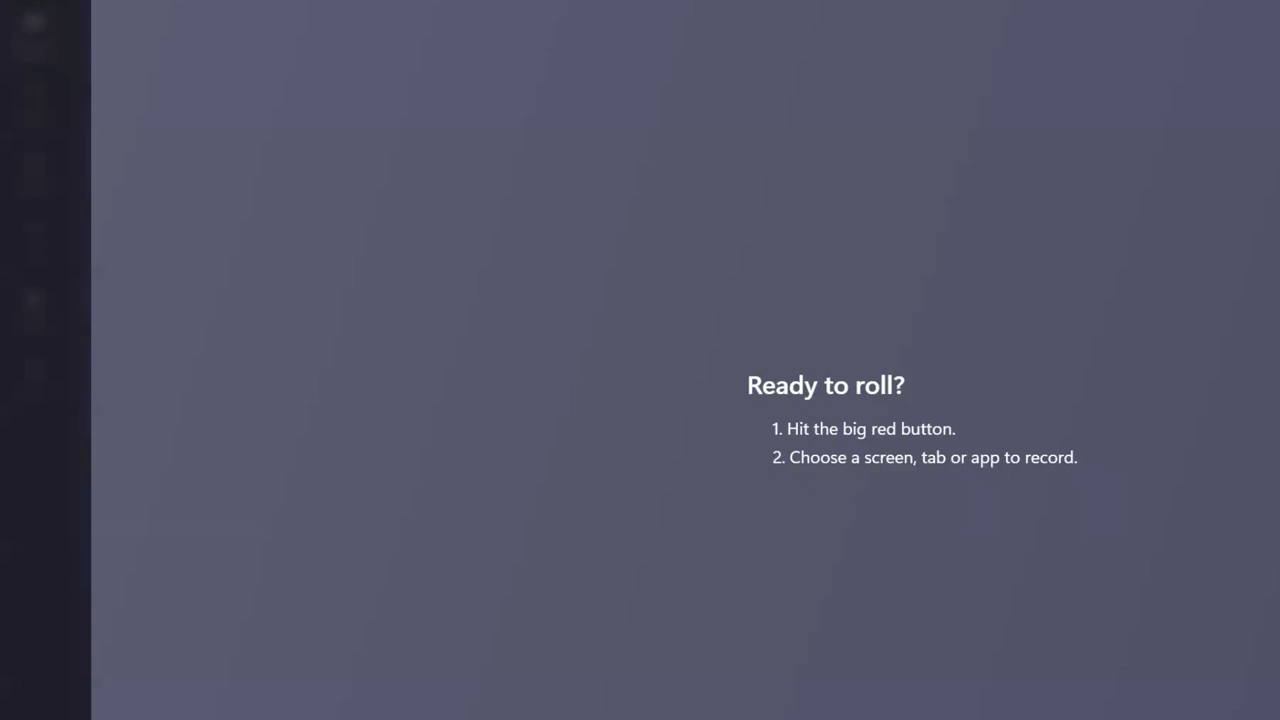 Ready to roll?
1. Hit the big red button.
2. Choose a screen, tab or app to record.